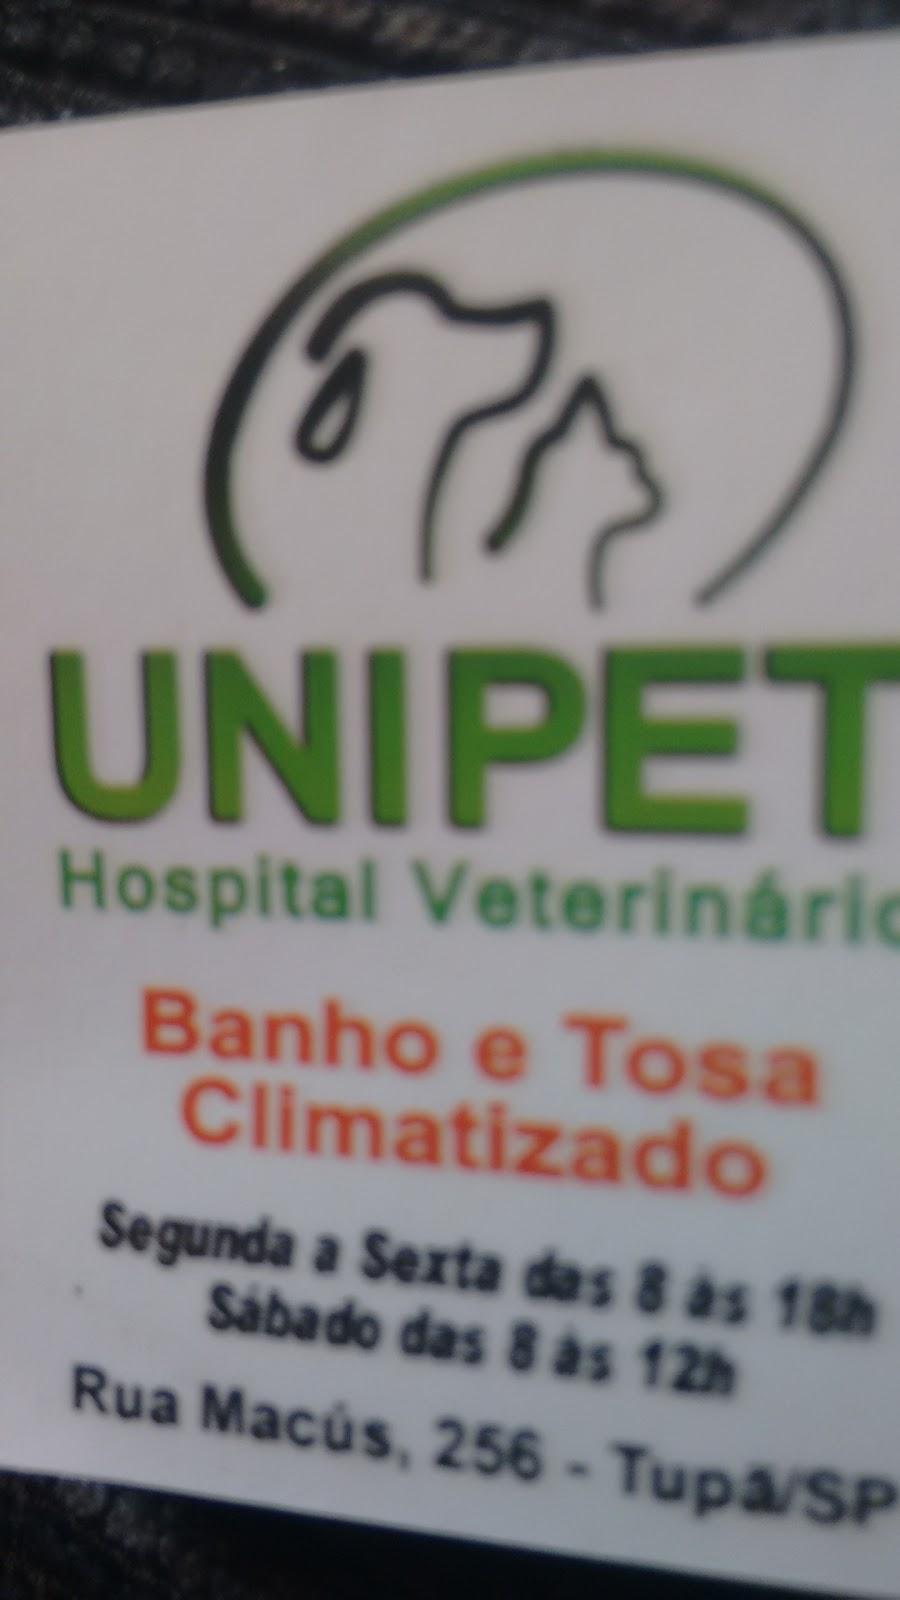 UNIPET
Hospital Veterinário
Banho e Tosa
Climatizado
Segunda a Sexta das 8 às 18h
Sábado das 8 às 12h
Rua Macús, 256 - Tupã/SP